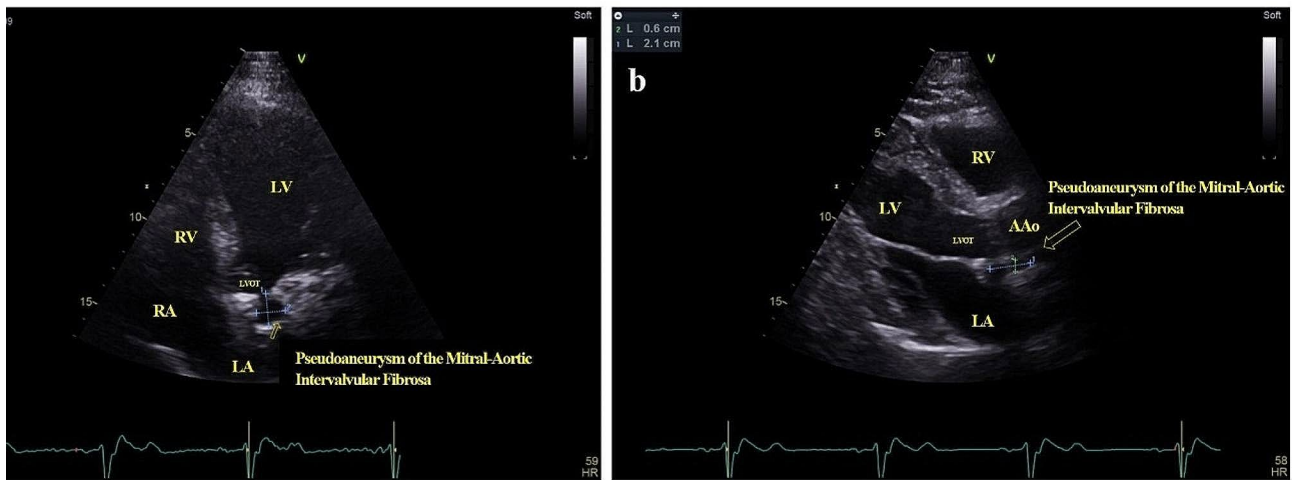 9
Soft
V
5
LV
10
RV
LVOT
15
RA
LA
Pseudoaneurysm of the Mitral-Aortic
Intervalvular Fibrosa
59
HR
2 L 0.6 cm
1 L 2.1 cm
Soft
b
V
5
RV
Pseudoaneurysm of the Mitral-Aortic
Intervalvular Fibrosa
LV
10
AAo
LVOT
15
LA
58
HR